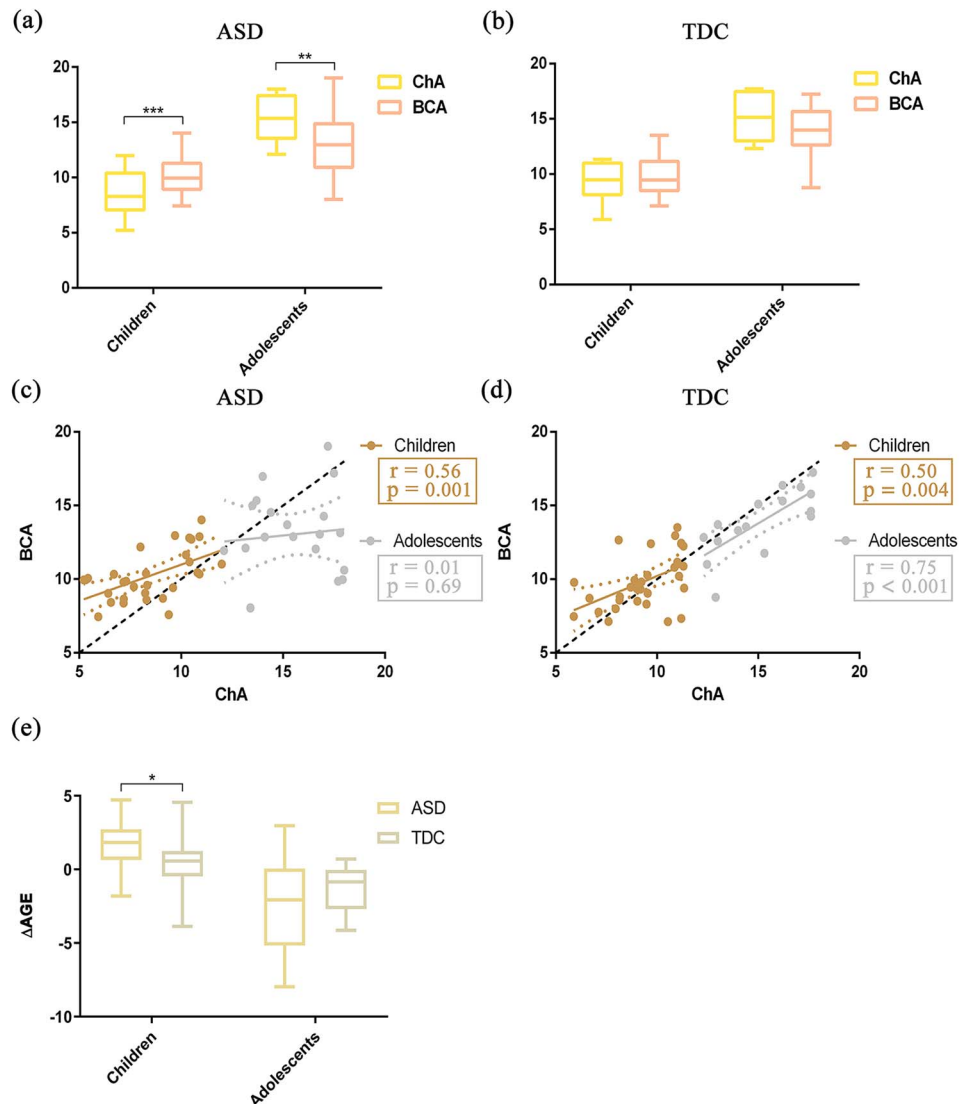 (a)
ASD
20
15
10
5
0
***
**
ChA
BCA
Children
Adolescents
(b)
TDC
20
15
10
5
0
ChA
BCA
Children
Adolescents
(c)
ASD
BCA
20
15
10
5
5
10
15
20
ChA
Children
r = 0.56
p = 0.001
Adolescents
r = 0.01
p = 0.69
(d)
TDC
BCA
20
15
10
5
5
10
15
20
ChA
Children
r = 0.50
p = 0.004
Adolescents
r = 0.75
p < 0.001
(e)
ΔAGE
5
0
-5
-10
*
ASD
TDC
Children
Adolescents